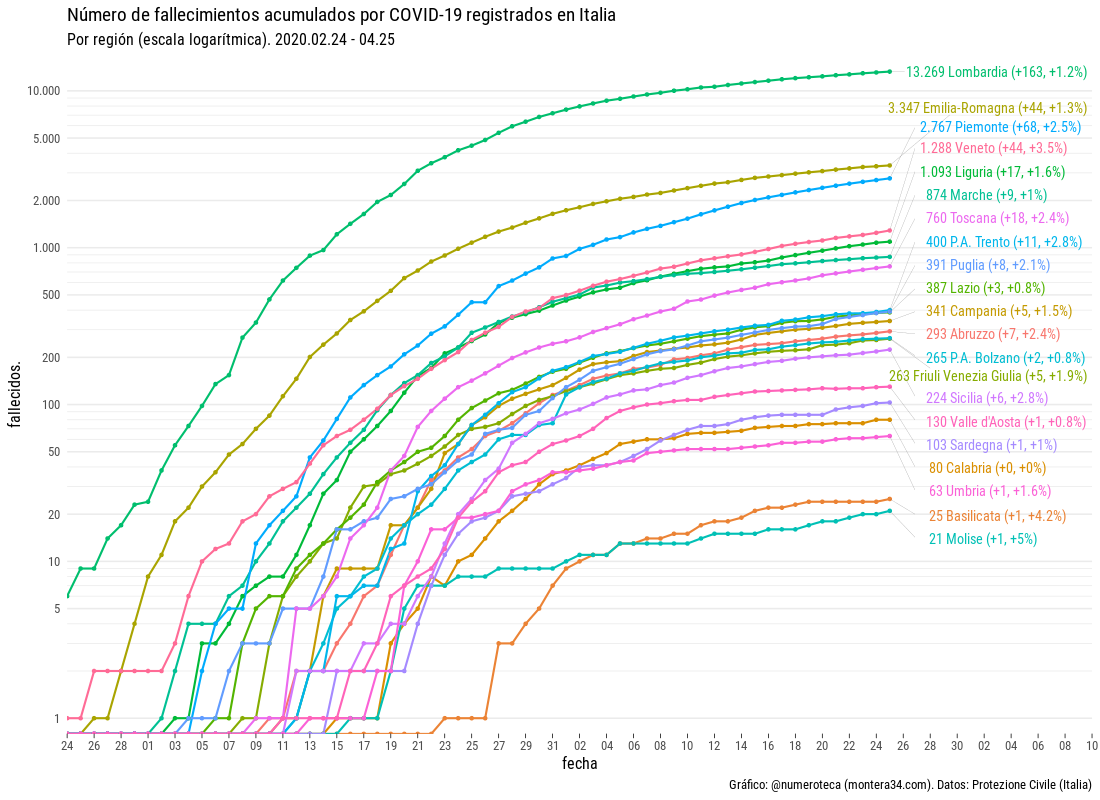 Número de fallecimientos acumulados por COVID-19 registrados en Italia
Por región (escala logarítmica). 2020.02.24 - 04.25
13.269 Lombardia (+163, +1.2%)
3.347 Emilia-Romagna (+44, +1.3%)
2.767 Piemonte (+68, +2.5%)
1.288 Veneto (+44, +3.5%)
1.093 Liguria (+17, +1.6%)
874 Marche (+9, +1%)
760 Toscana (+18, +2.4%)
400 P.A. Trento (+11, +2.8%)
391 Puglia (+8, +2.1%)
387 Lazio (+3, +0.8%)
341 Campania (+5, +1.5%)
293 Abruzzo (+7, +2.4%)
265 P.A. Bolzano (+2, +0.8%)
263 Friuli Venezia Giulia (+5, +1.9%)
224 Sicilia (+6, +2.8%)
130 Valle d'Aosta (+1, +0.8%)
103 Sardegna (+1, +1%)
80 Calabria (+0, +0%)
63 Umbria (+1, +1.6%)
25 Basilicata (+1, +4.2%)
21 Molise (+1, +5%)
10.000
5.000
2.000
1.000
500
200
100
50
20
10
5
1
fallecidos.
24 26 28 01 03 05 07 09 11 13 15 17 19 21 23 25 27 29 31 02 04 06 08 10 12 14 16 18 20 22 24 26 28 30 02 04 06 08 10
fecha
Gráfico: @numeroteca (montera34.com). Datos: Protezione Civile (Italia)